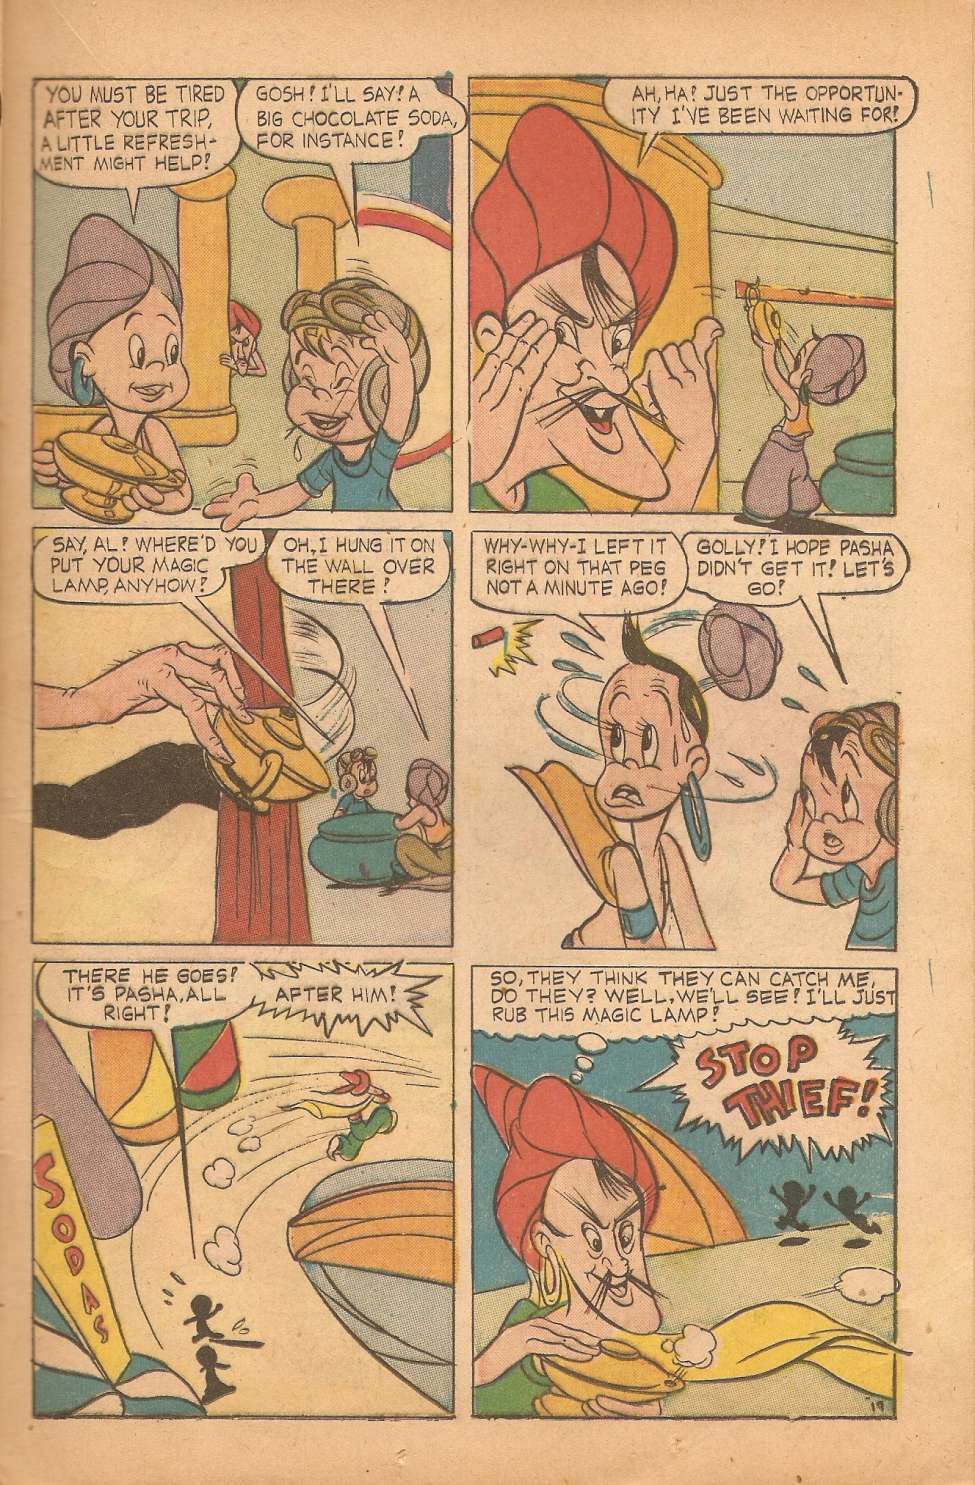 YOU MUST BE TIRED
AFTER YOUR TRIP,
A LITTLE REFRESH-
MENT MIGHT HELP!
GOSH! I'LL SAY! A
BIG CHOCOLATE SODA,
FOR INSTANCE!
AH, HA! JUST THE OPPORTUN-
ITY I'VE BEEN WAITING FOR!
SAY, AL! WHERE'D YOU
PUT YOUR MAGIC
LAMP, ANYHOW?
OH, I HUNG IT ON
THE WALL OVER
THERE!
WHY-WHY-I LEFT IT
RIGHT ON THAT PEG
NOT A MINUTE AGO!
GOLLY! I HOPE PASHA
DIDN'T GET IT! LET'S
GO!
THERE HE GOES!
IT'S PASHA, ALL
RIGHT!
AFTER HIM!
SODAS
SO, THEY THINK THEY CAN CATCH ME,
DO THEY? WELL, WE'LL SEE! I'LL JUST
RUB THIS MAGIC LAMP!
STOP
THIEF!
19